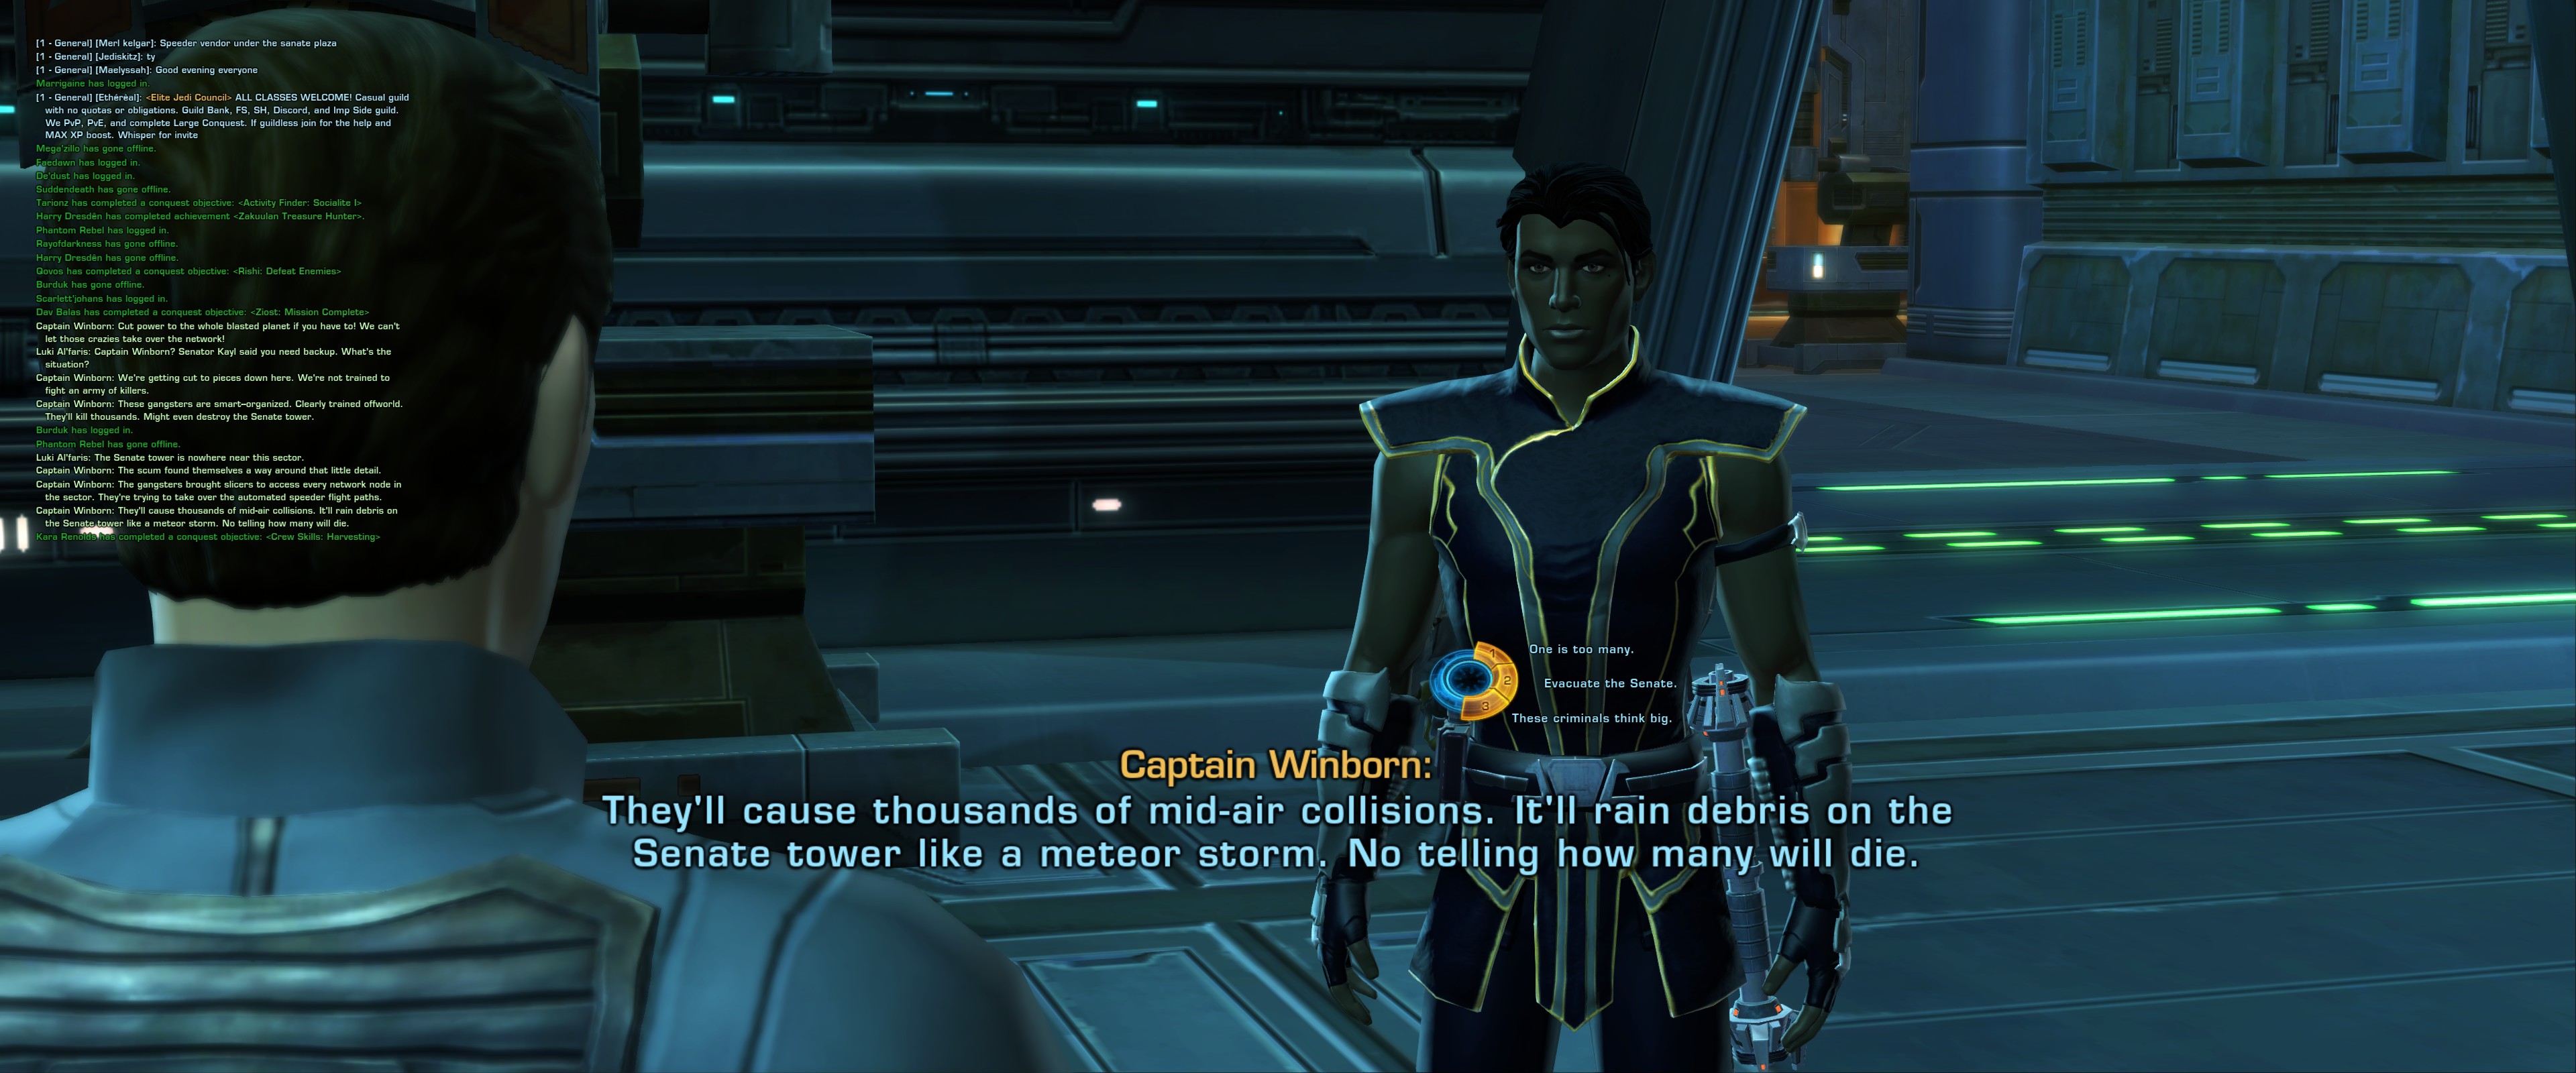 [1 - General] [Merl kelgar]: Speeder vendor under the sanate plaza
[1 - General] [Jediskitz]: ty
[1 - General] [Maelyssah]: Good evening everyone
Marrigaine has logged in.
[1 - General] [Ethéreàl]: <Elite Jedi Council> ALL CLASSES WELCOME! Casual guild
with no quotas or obligations. Guild Bank, FS, SH, Discord, and Imp Side guild.
We PvP, PvE, and complete Large Conquest. If guildless join for the help and
MAX XP boost. Whisper for invite
Mega'zillo has gone offline.
Faedawn has logged in.
De'dust has logged in.
Suddendeath has gone offline.
Tarionz has completed a conquest objective: <Activity Finder: Socialite I>
Harry Dresdën has completed achievement <Zakuulan Treasure Hunter>.
Phantom Rebel has logged in.
Rayofdarkness has gone offline.
Harry Dresdën has gone offline.
Qovos has completed a conquest objective: <Rishi: Defeat Enemies>
Burduk has gone offline.
Scarlett'johans has logged in.
Dav Balas has completed a conquest objective: <Ziost: Mission Complete>
Captain Winborn: Cut power to the whole blasted planet if you have to! We can't
let those crazies take over the network!
Luki Al'faris: Captain Winborn? Senator Kayl said you need backup. What's the
situation?
Captain Winborn: We're getting cut to pieces down here. We're not trained to
fight an army of killers.
Captain Winborn: These gangsters are smart—organized. Clearly trained offworld.
They'll kill thousands. Might even destroy the Senate tower.
Burduk has logged in.
Phantom Rebel has gone offline.
Luki Al'faris: The Senate tower is nowhere near this sector.
Captain Winborn: The scum found themselves a way around that little detail.
Captain Winborn: The gangsters brought slicers to access every network node in
the sector. They're trying to take over the automated speeder flight paths.
Captain Winborn: They'll cause thousands of mid-air collisions. It'll rain debris on
the Senate tower like a meteor storm. No telling how many will die.
Kara Renolds has completed a conquest objective: <Crew Skills: Harvesting>
1 One is too many.
2 Evacuate the Senate.
3 These criminals think big.
Captain Winborn:
They'll cause thousands of mid-air collisions. It'll rain debris on the
Senate tower like a meteor storm. No telling how many will die.